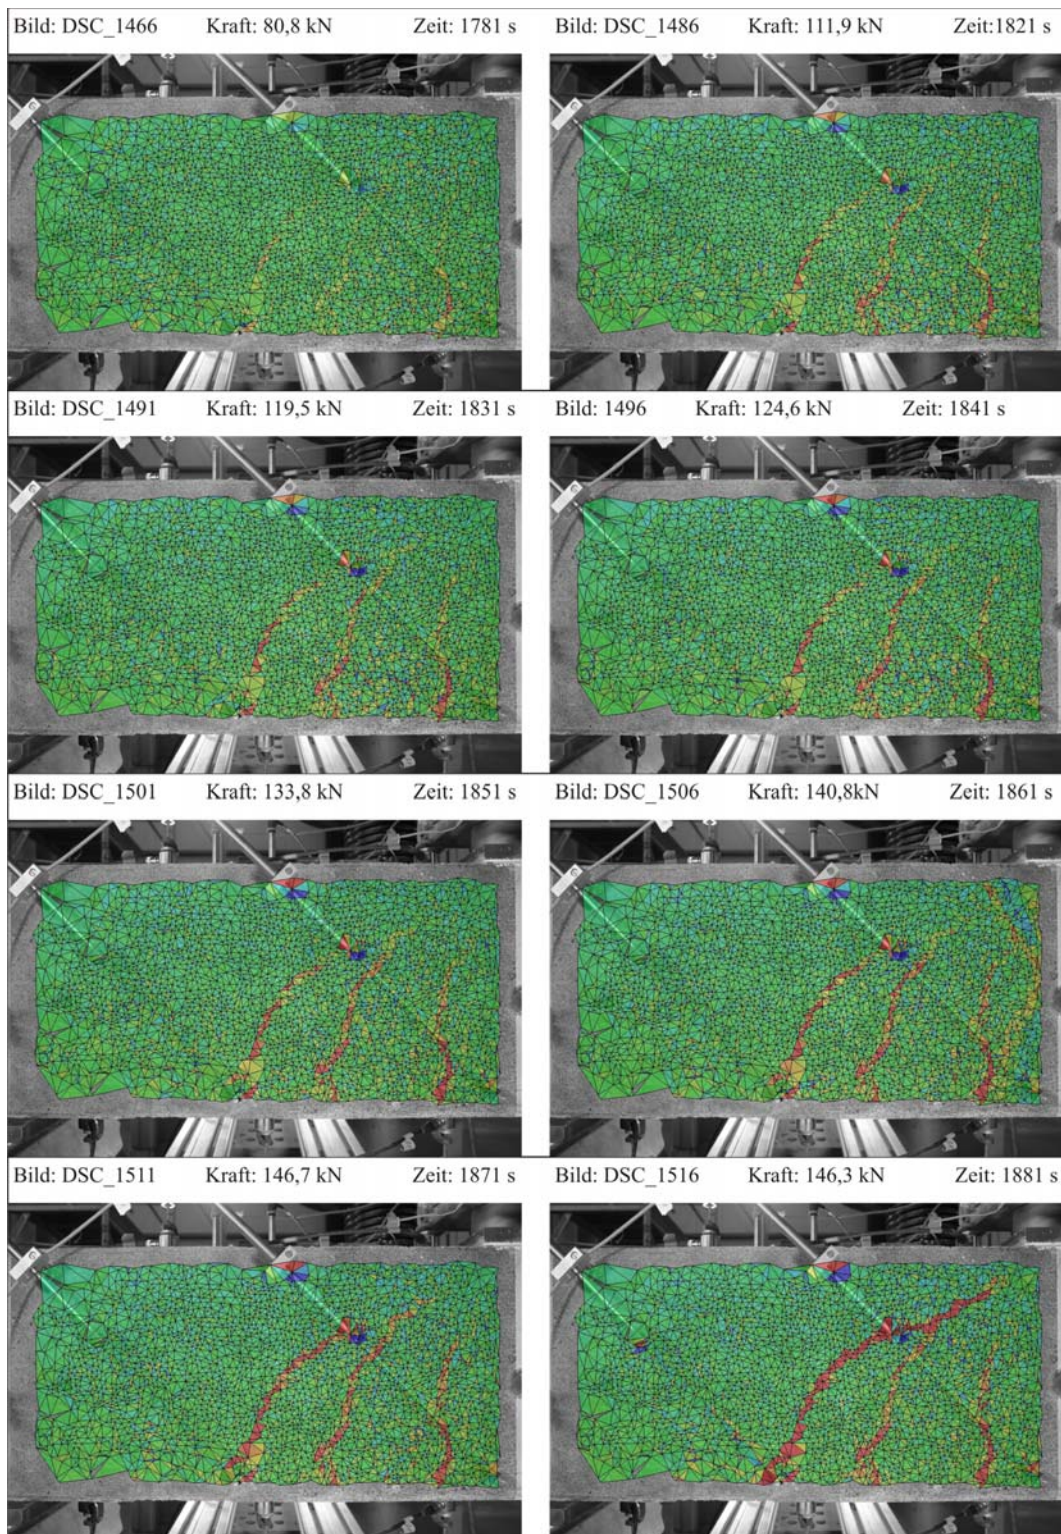 Bild: DSC_1466 Kraft: 80,8 kN Zeit: 1781 s
Bild: DSC_1486 Kraft: 111,9 kN Zeit:1821 s
Bild: DSC_1491 Kraft: 119,5 kN Zeit: 1831 s
Bild: 1496 Kraft: 124,6 kN Zeit: 1841 s
Bild: DSC_1501 Kraft: 133,8 kN Zeit: 1851 s
Bild: DSC_1506 Kraft: 140,8kN Zeit: 1861 s
Bild: DSC_1511 Kraft: 146,7 kN Zeit: 1871 s
Bild: DSC_1516 Kraft: 146,3 kN Zeit: 1881 s